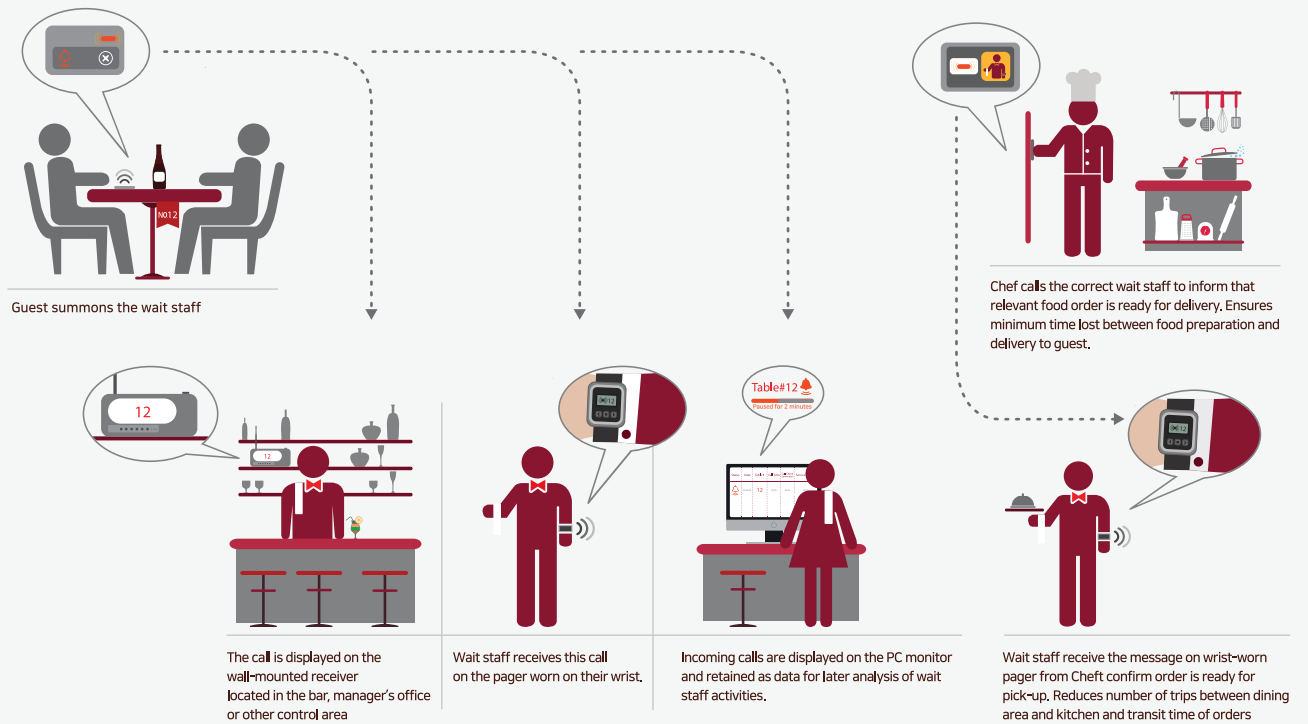 NO12
Guest summons the wait staff
Chef calls the correct wait staff to inform that
relevant food order is ready for delivery. Ensures
minimum time lost between food preparation and
delivery to guest.
12
12
12
Table#12
Paused for 2 minutes
12
12
The call is displayed on the
wall-mounted receiver
located in the bar, manager's office
or other control area
Wait staff receives this call
on the pager worn on their wrist.
Incoming calls are displayed on the PC monitor
and retained as data for later analysis of wait
staff activities.
Wait staff receive the message on wrist-worn
pager from Cheft confirm order is ready for
pick-up. Reduces number of trips between dining
area and kitchen and transit time of orders